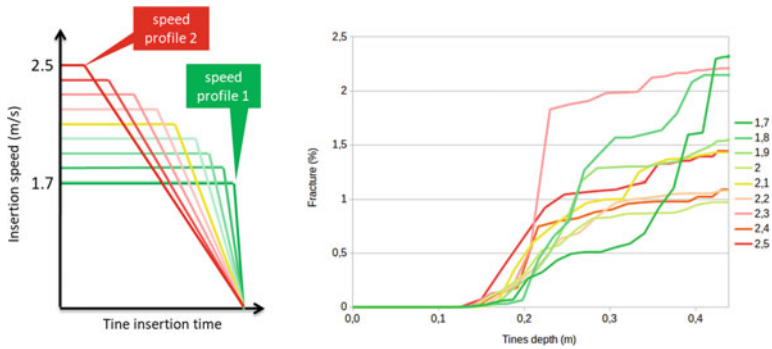 speed
profile 2
speed
profile 1
2.5
1.7
Insertion speed (m/s)
Tine insertion time
2,5
2
1,5
1
0,5
0
Fracture (%)
0,0
0,1
0,2
0,3
0,4
Tines depth (m)
1,7
1,8
1,9
2
2,1
2,2
2,3
2,4
2,5